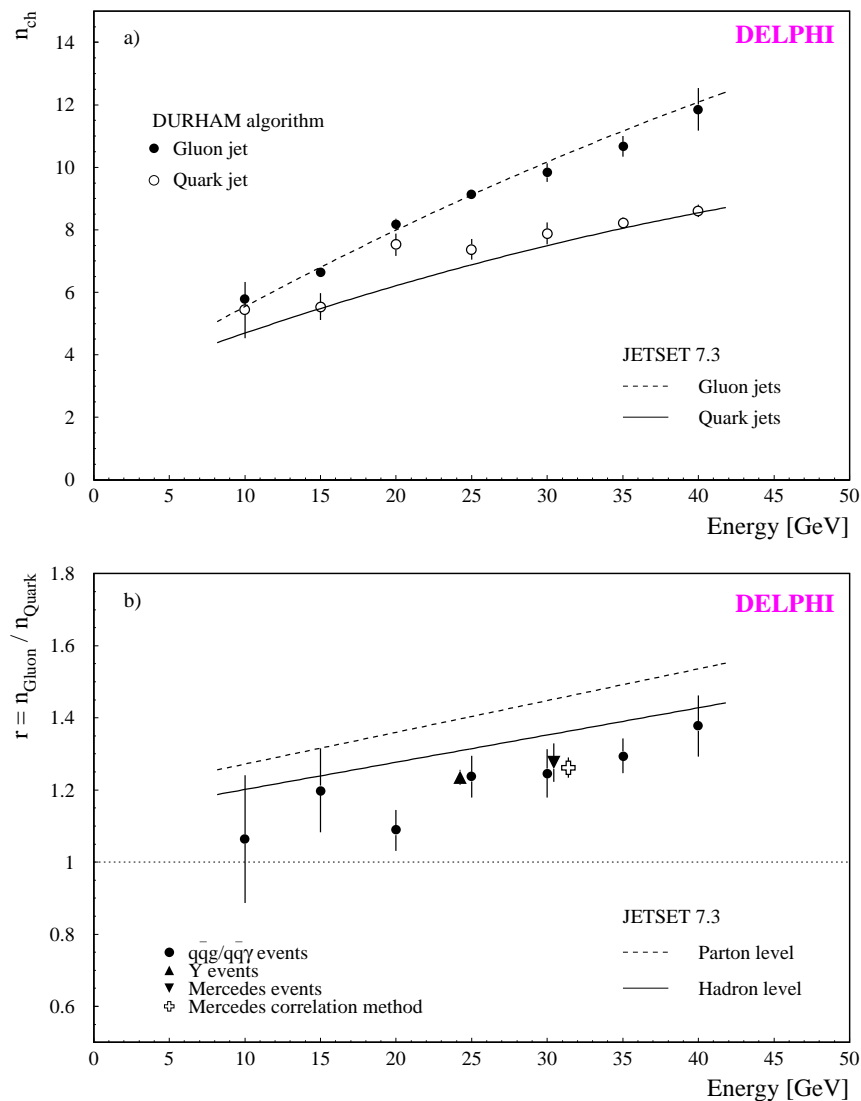 n_ch
a)
DELPHI
DURHAM algorithm
Gluon jet
Quark jet
JETSET 7.3
Gluon jets
Quark jets
14
12
10
8
6
4
2
0
0 5 10 15 20 25 30 35 40 45 50
Energy [GeV]
r = n_Gluon / n_Quark
b)
DELPHI
1.8
1.6
1.4
1.2
1
0.8
0.6
qq̄g/qq̄γ events
Y events
Mercedes events
Mercedes correlation method
JETSET 7.3
Parton level
Hadron level
0 5 10 15 20 25 30 35 40 45 50
Energy [GeV]